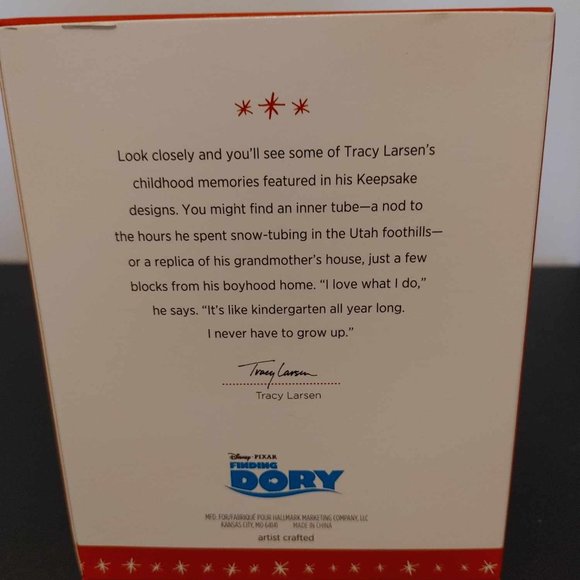 Look closely and you'll see some of Tracy Larsen's
childhood memories featured in his Keepsake
designs. You might find an inner tube—a nod to
the hours he spent snow-tubing in the Utah foothills—
or a replica of his grandmother's house, just a few
blocks from his boyhood home. "I love what I do,"
he says. "It's like kindergarten all year long.
I never have to grow up."
Tracy Larsen
Tracy Larsen
Disney · PIXAR
FINDING
DORY
MFD. FOR/FABRIQUÉ POUR HALLMARK MARKETING COMPANY, LLC
KANSAS CITY, MO 64141 MADE IN CHINA
artist crafted